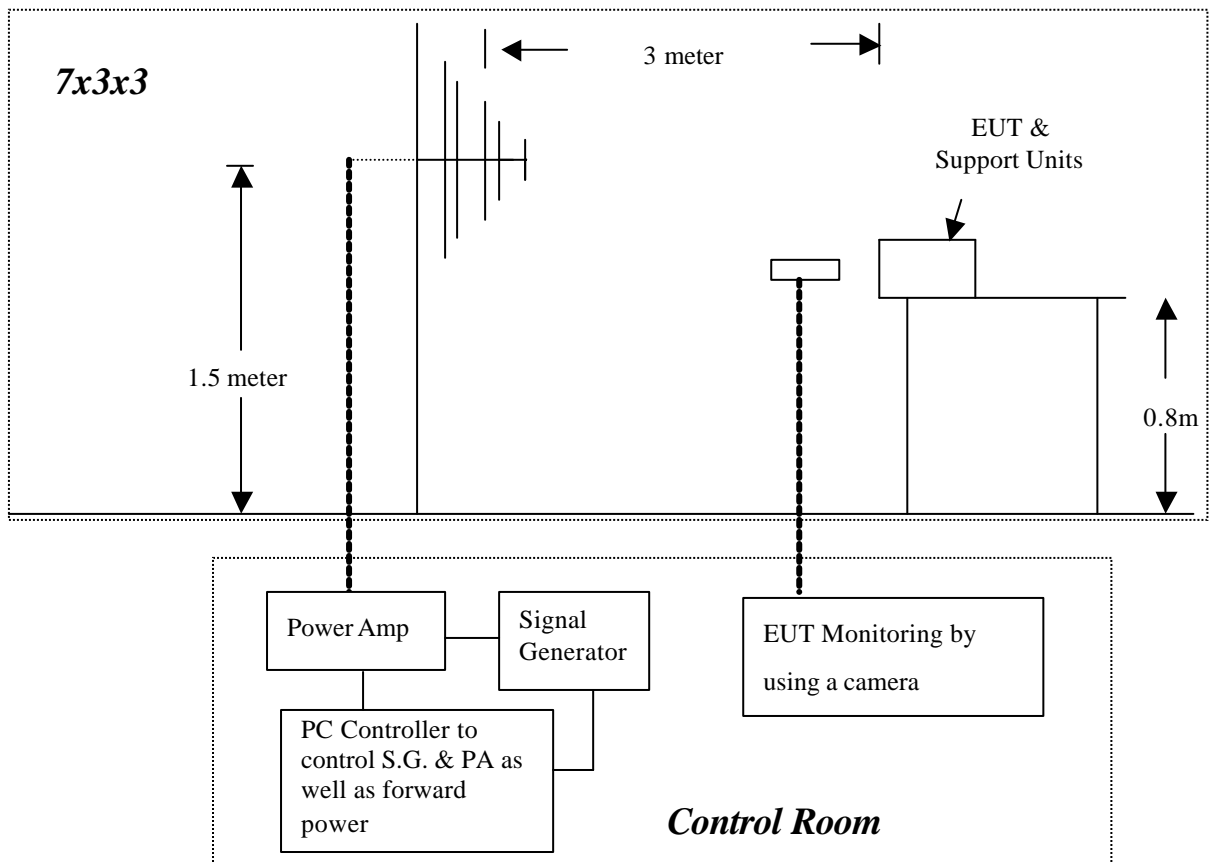 7x3x3
3 meter
EUT &
Support Units
1.5 meter
0.8m
Power Amp
Signal
Generator
EUT Monitoring by
using a camera
PC Controller to
control S.G. & PA as
well as forward
power
Control Room